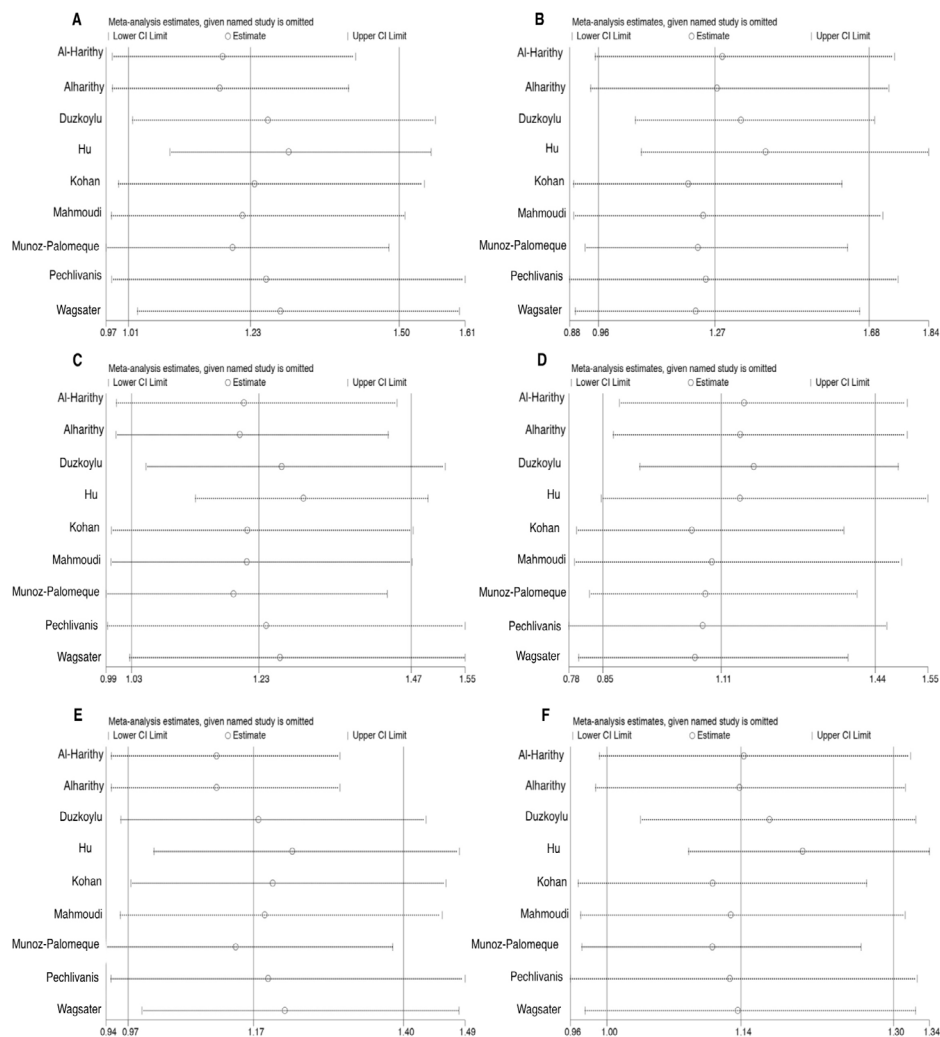 A
Meta-analysis estimates, given named study is omitted
Lower CI Limit Estimate Upper CI Limit
Al-Harithy
Alharithy
Duzkoylu
Hu
Kohan
Mahmoudi
Munoz-Palomeque
Pechlivanis
Wagsater
0.97 1.01 1.23 1.50 1.61
B
Meta-analysis estimates, given named study is omitted
Lower CI Limit Estimate Upper CI Limit
Al-Harithy
Alharithy
Duzkoylu
Hu
Kohan
Mahmoudi
Munoz-Palomeque
Pechlivanis
Wagsater
0.88 0.96 1.27 1.68 1.84
C
Meta-analysis estimates, given named study is omitted
Lower CI Limit Estimate Upper CI Limit
Al-Harithy
Alharithy
Duzkoylu
Hu
Kohan
Mahmoudi
Munoz-Palomeque
Pechlivanis
Wagsater
0.99 1.03 1.23 1.47 1.55
D
Meta-analysis estimates, given named study is omitted
Lower CI Limit Estimate Upper CI Limit
Al-Harithy
Alharithy
Duzkoylu
Hu
Kohan
Mahmoudi
Munoz-Palomeque
Pechlivanis
Wagsater
0.78 0.85 1.11 1.44 1.55
E
Meta-analysis estimates, given named study is omitted
Lower CI Limit Estimate Upper CI Limit
Al-Harithy
Alharithy
Duzkoylu
Hu
Kohan
Mahmoudi
Munoz-Palomeque
Pechlivanis
Wagsater
0.94 0.97 1.17 1.40 1.49
F
Meta-analysis estimates, given named study is omitted
Lower CI Limit Estimate Upper CI Limit
Al-Harithy
Alharithy
Duzkoylu
Hu
Kohan
Mahmoudi
Munoz-Palomeque
Pechlivanis
Wagsater
0.96 1.00 1.14 1.30 1.34